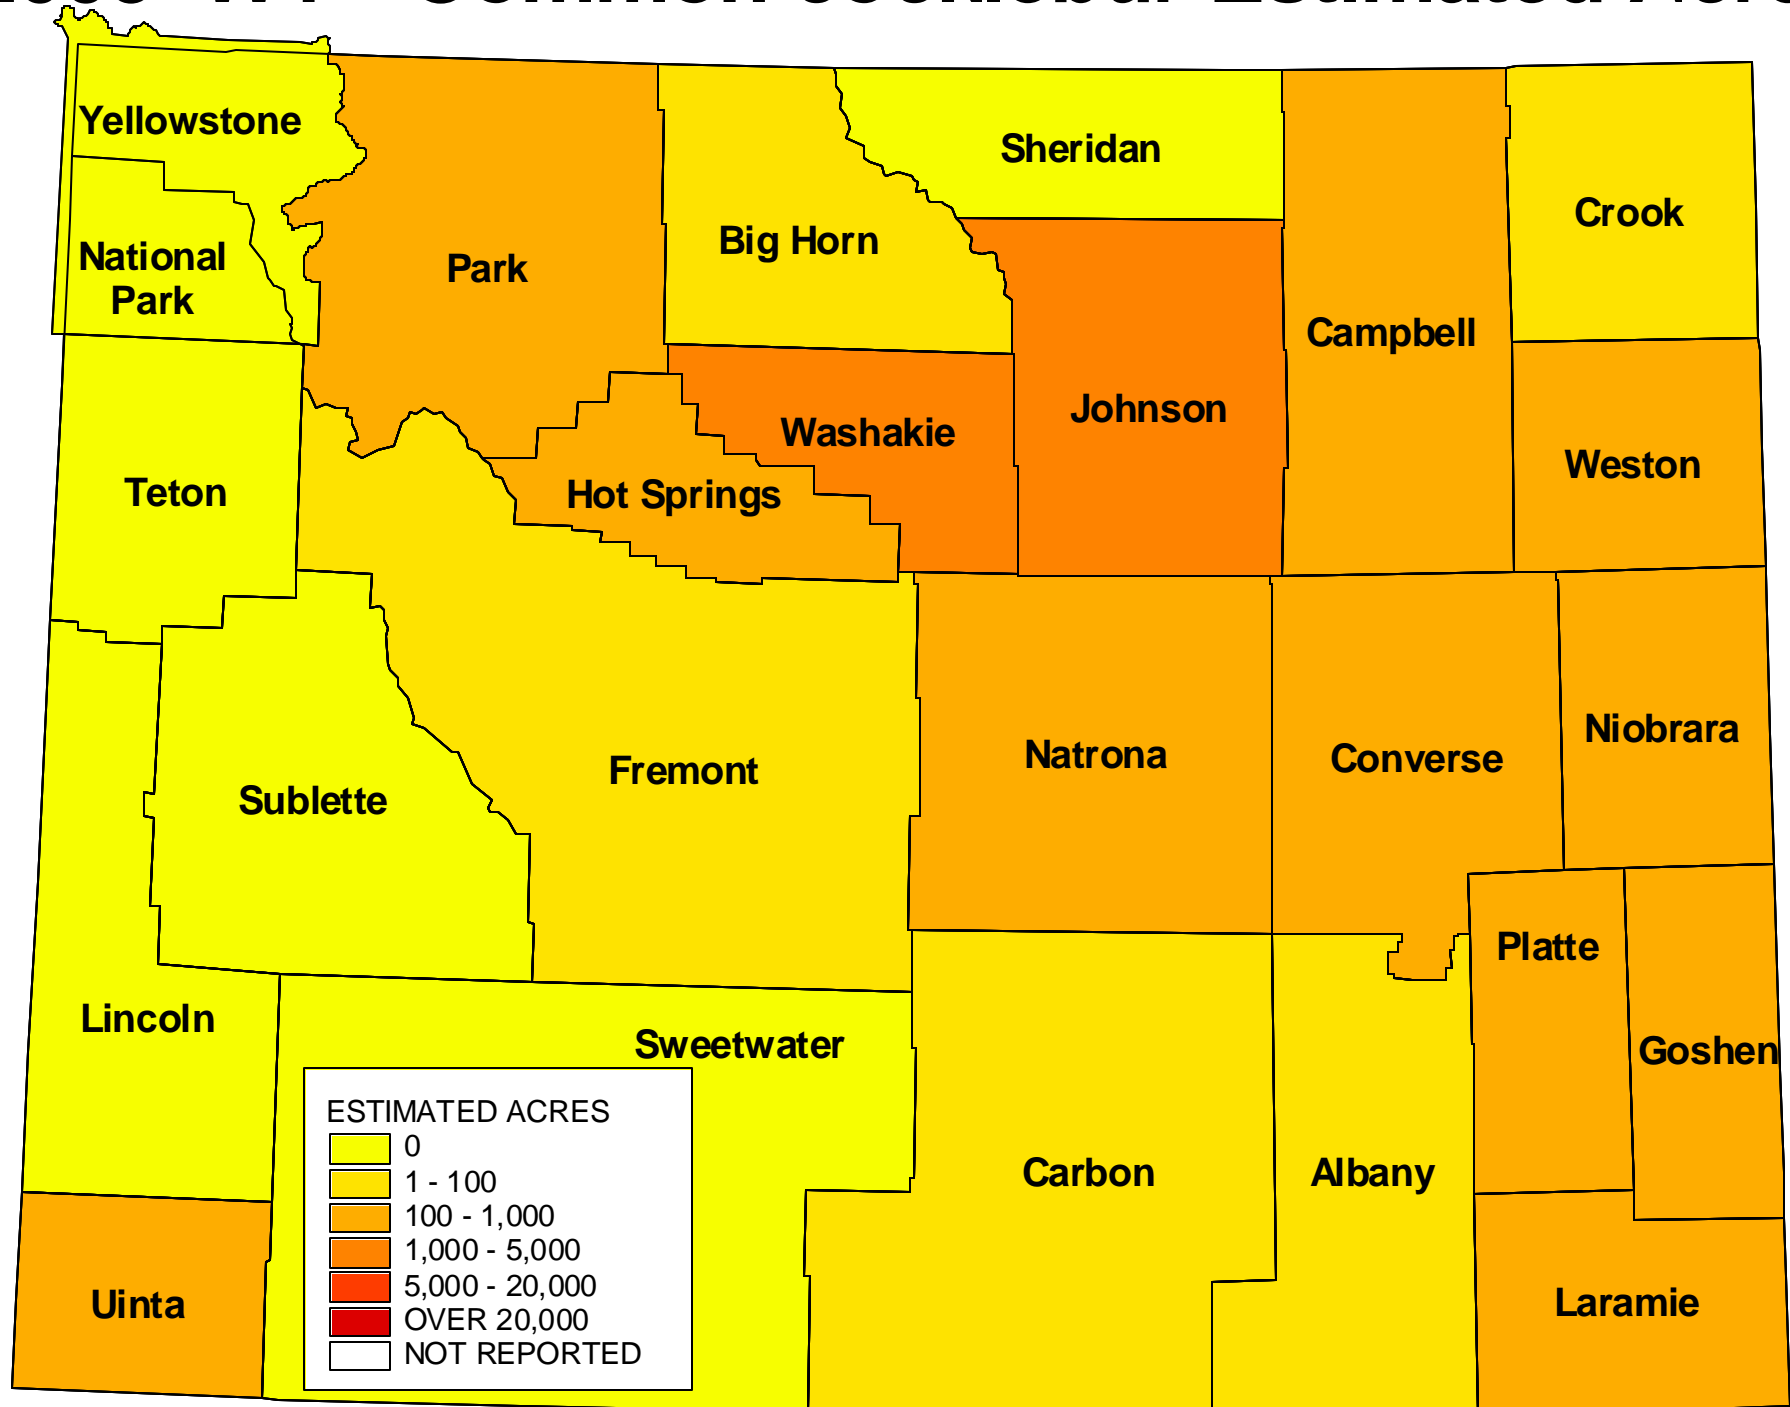 Yellowstone
National
Park
Park
Big Horn
Sheridan
Campbell
Crook
Johnson
Washakie
Hot Springs
Weston
Teton
Fremont
Natrona
Converse
Niobrara
Sublette
Lincoln
Sweetwater
Platte
Goshen
Carbon
Albany
Uinta
Laramie
ESTIMATED ACRES
0
1 - 100
100 - 1,000
1,000 - 5,000
5,000 - 20,000
OVER 20,000
NOT REPORTED